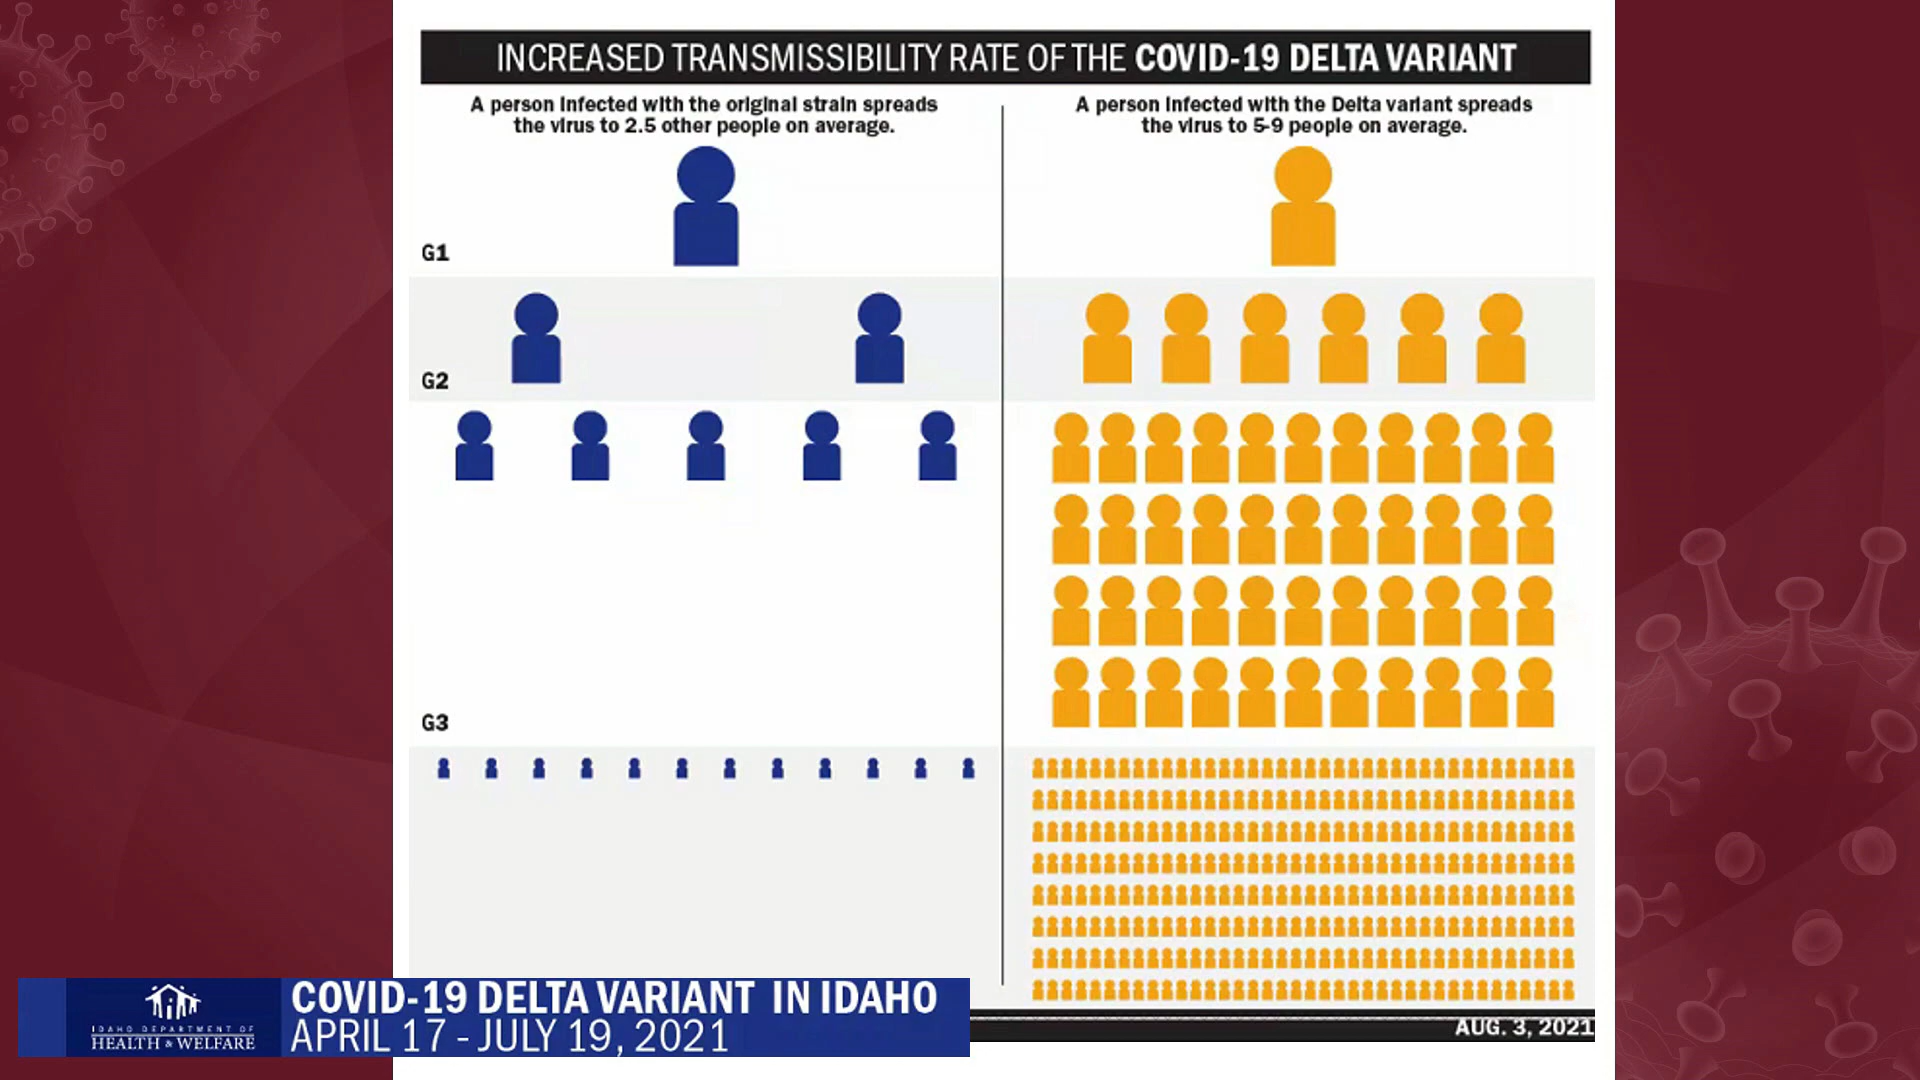 INCREASED TRANSMISSIBILITY RATE OF THE COVID-19 DELTA VARIANT
A person infected with the original strain spreads
the virus to 2.5 other people on average.
A person infected with the Delta variant spreads
the virus to 5-9 people on average.
G1
G2
G3
IDAHO DEPARTMENT OF
HEALTH & WELFARE
COVID-19 DELTA VARIANT IN IDAHO
APRIL 17 - JULY 19, 2021
AUG. 3, 2021